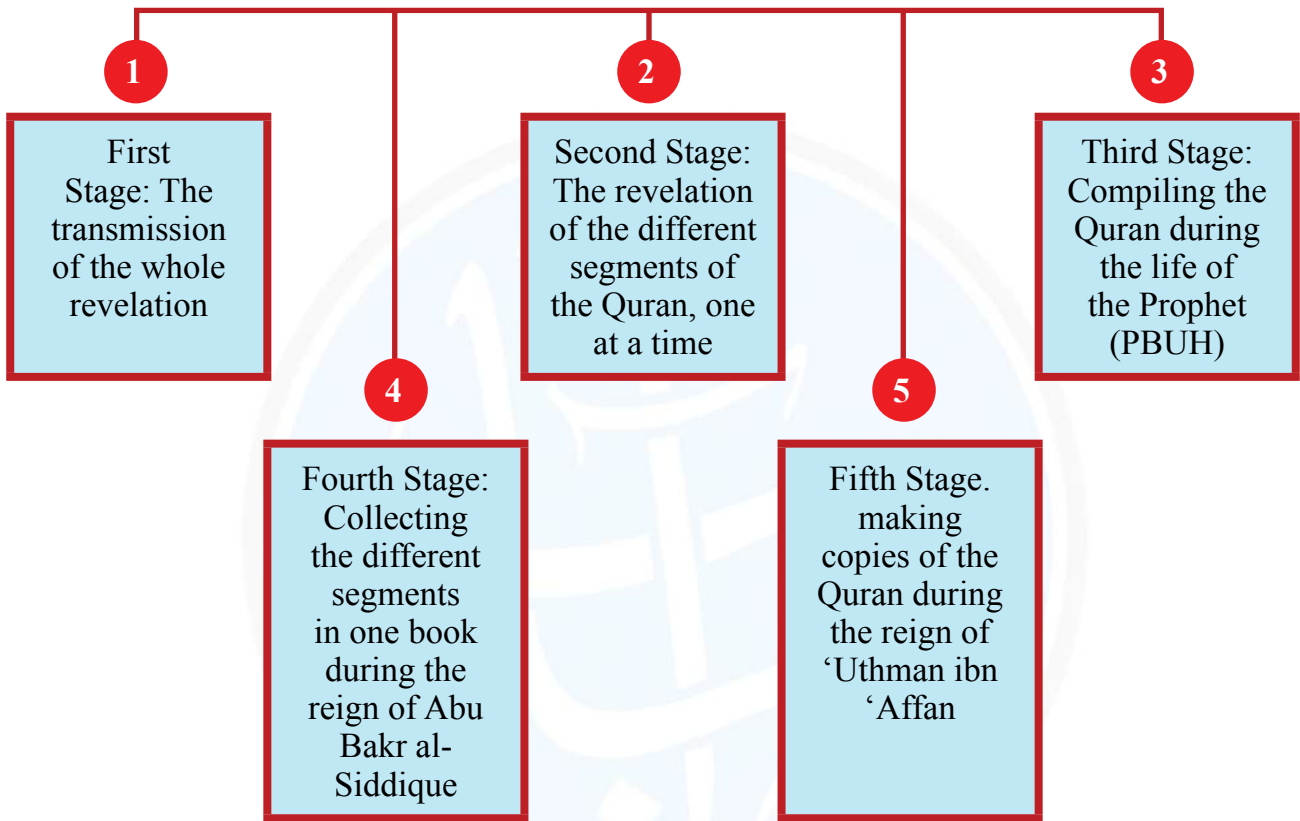 1
First
Stage: The
transmission
of the whole
revelation
2
Second Stage:
The revelation
of the different
segments of
the Quran, one
at a time
3
Third Stage:
Compiling the
Quran during
the life of
the Prophet
(PBUH)
4
Fourth Stage:
Collecting
the different
segments
in one book
during the
reign of Abu
Bakr al-
Siddique
5
Fifth Stage.
making
copies of the
Quran during
the reign of
‘Uthman ibn
‘Affan